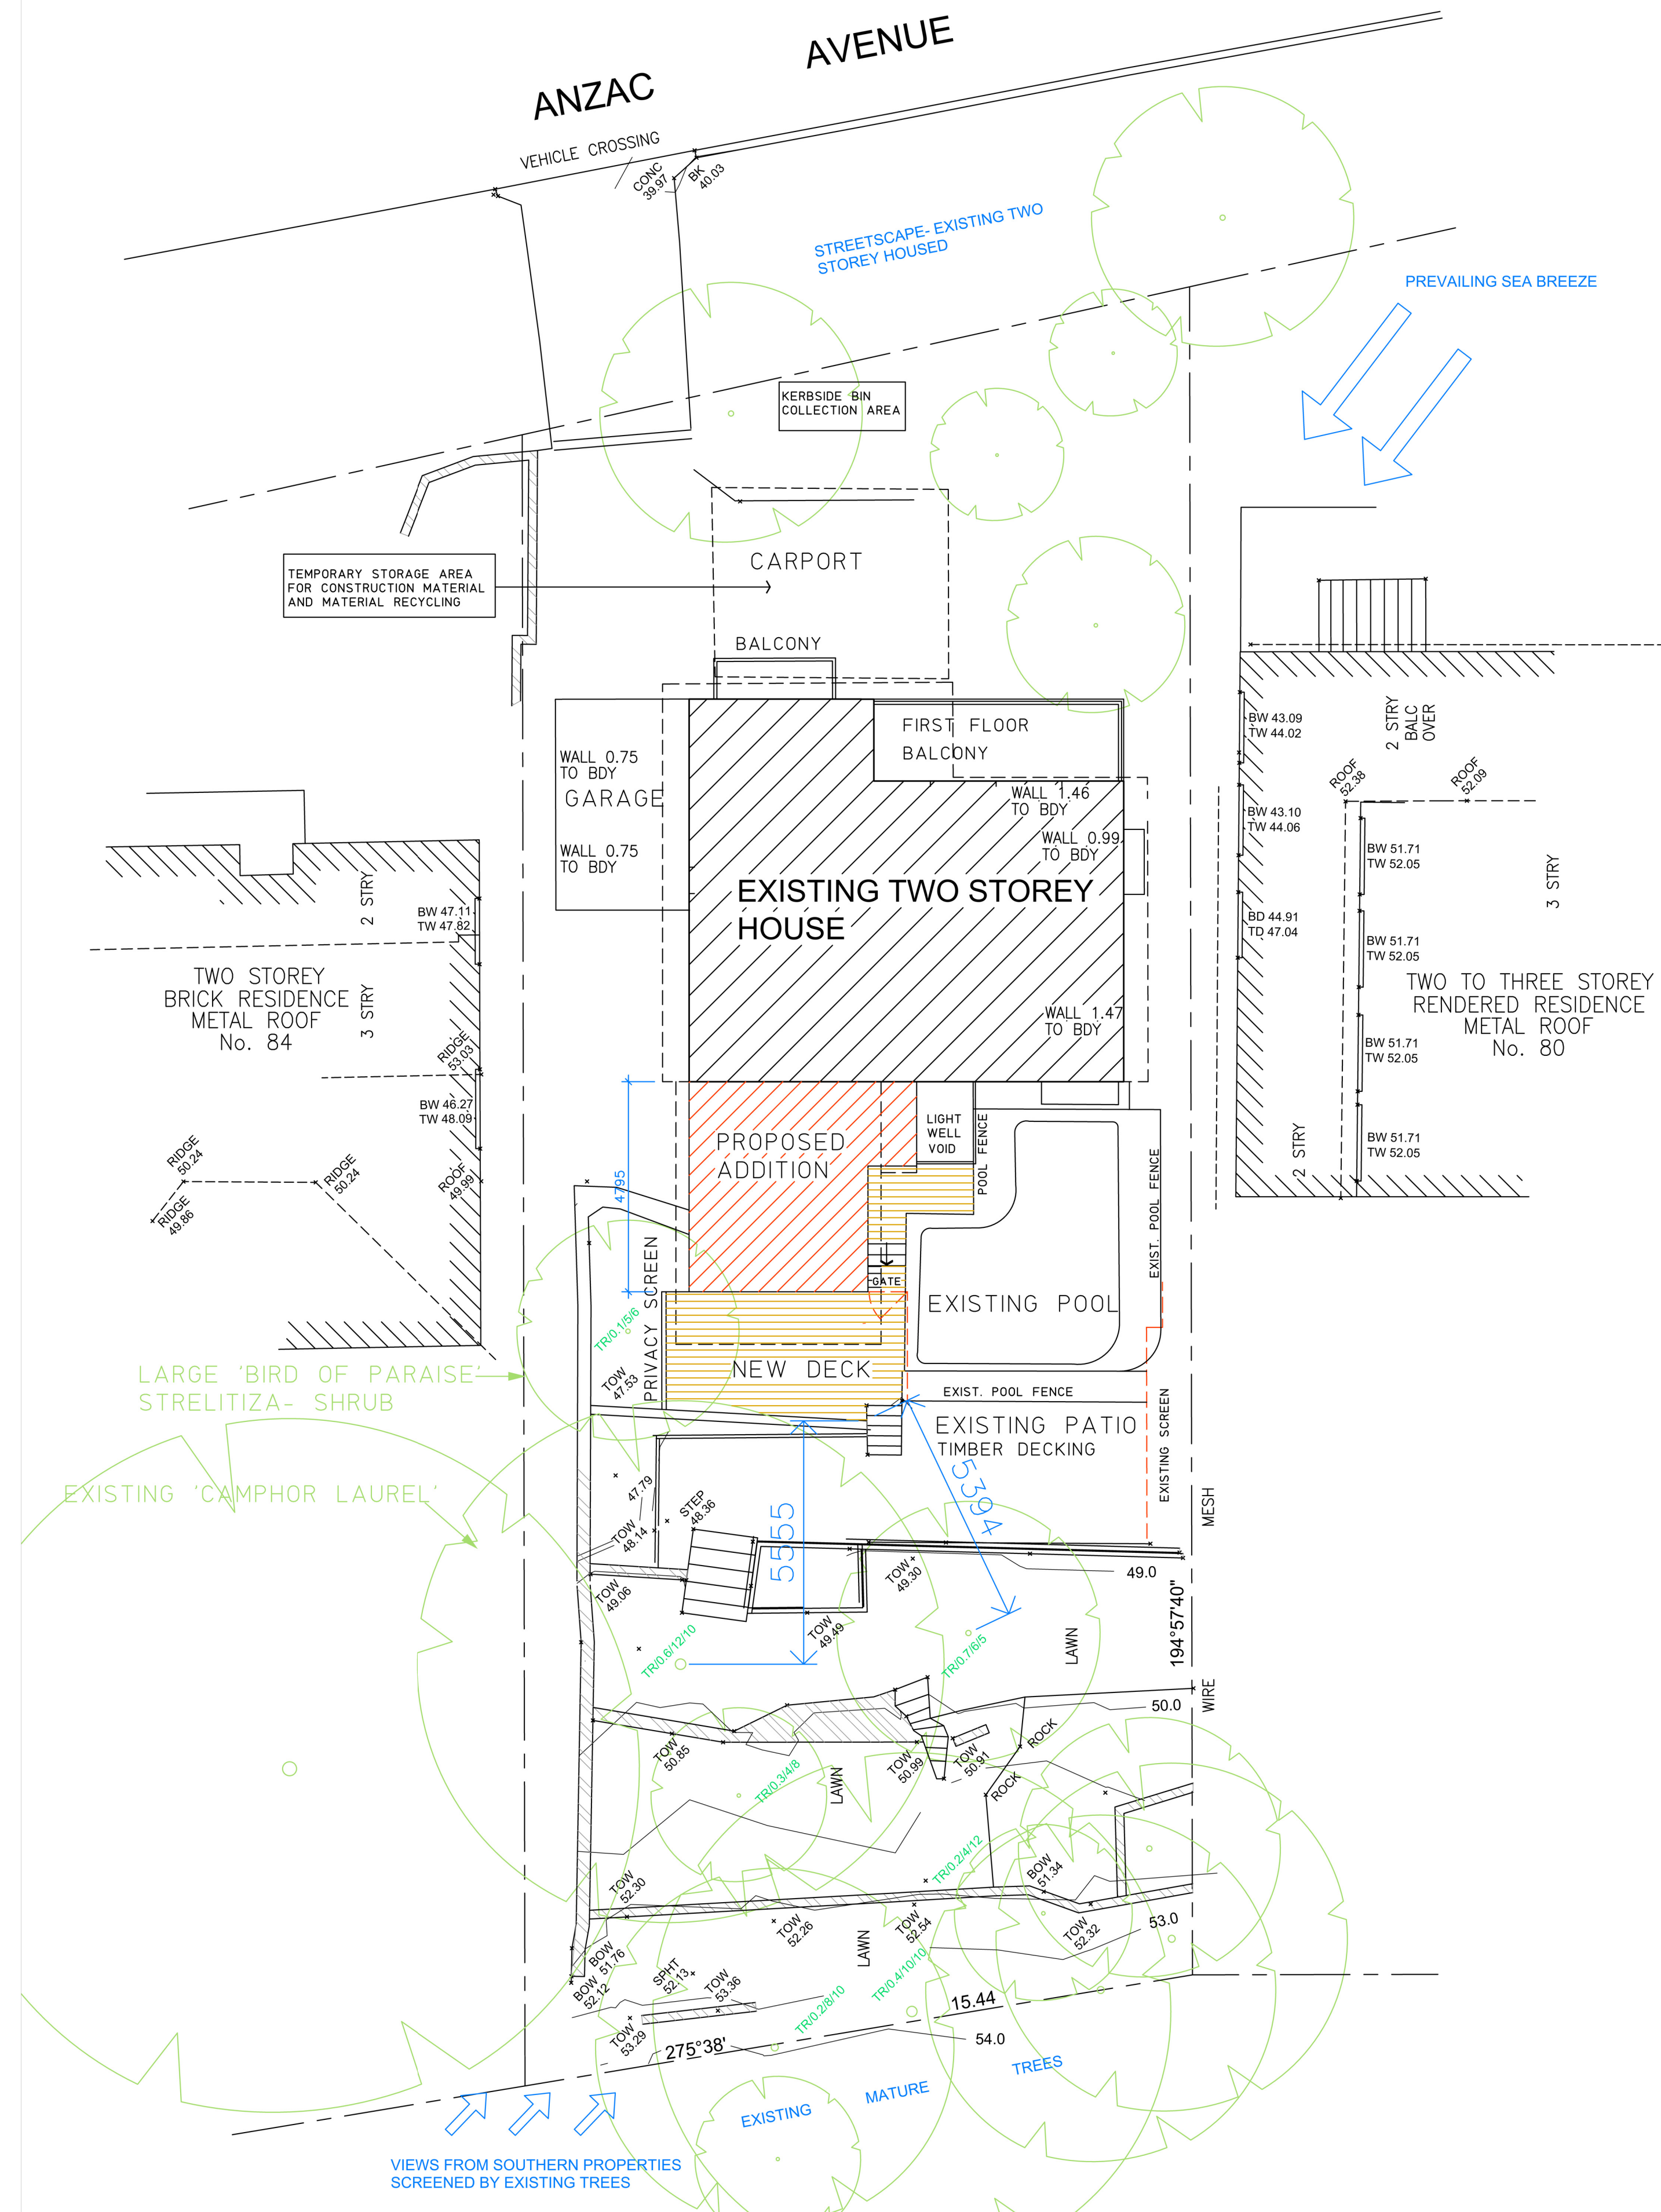 ANZAC AVENUE
VEHICLE CROSSING
CONC
39.97
BK
40.03
STREETSCAPE- EXISTING TWO
STOREY HOUSED
PREVAILING SEA BREEZE
KERBSIDE BIN
COLLECTION AREA
TEMPORARY STORAGE AREA
FOR CONSTRUCTION MATERIAL
AND MATERIAL RECYCLING
CARPORT
BALCONY
FIRST FLOOR
BALCONY
WALL 0.75
TO BDY
GARAGE
WALL 0.75
TO BDY
WALL 1.46
TO BDY
WALL 0.99
TO BDY
EXISTING TWO STOREY
HOUSE
WALL 1.47
TO BDY
BW 43.09
TW 44.02
2 STRY
BALC
OVER
ROOF
52.38
ROOF
52.09
BW 43.10
TW 44.06
BW 51.71
TW 52.05
3 STRY
BD 44.91
TD 47.04
BW 51.71
TW 52.05
TWO TO THREE STOREY
RENDERED RESIDENCE
METAL ROOF
No. 80
BW 51.71
TW 52.05
BW 51.71
TW 52.05
2 STRY
2 STRY
BW 47.11
TW 47.82
TWO STOREY
BRICK RESIDENCE
METAL ROOF
No. 84
3 STRY
RIDGE
53.03
BW 46.27
TW 48.09
RIDGE
50.24
RIDGE
50.24
RIDGE
49.86
ROOF
49.99
4795
PROPOSED
ADDITION
LIGHT
WELL
VOID
POOL FENCE
EXIST. POOL FENCE
GATE
EXISTING POOL
PRIVACY SCREEN
TR/0.1/5/6
TOW
47.53
NEW DECK
LARGE 'BIRD OF PARAISE'
STRELITIZA- SHRUB
EXIST. POOL FENCE
EXISTING PATIO
TIMBER DECKING
EXISTING SCREEN
EXISTING 'CAMPHOR LAUREL'
47.79
STEP
48.36
TOW
48.14
5555
5394
MESH
TOW
49.06
TOW
49.30
49.0
194°57'40"
TOW
49.49
TR/0.6/12/10
TR/0.7/6/5
LAWN
WIRE
50.0
TOW
50.85
TOW
50.99
TOW
50.91
ROCK
ROCK
TR/0.3/4/8
LAWN
TR/0.2/4/12
BOW
51.34
TOW
52.30
TOW
52.26
TOW
52.54
TOW
52.32
53.0
LAWN
BOW
51.76
BOW
52.12
SPHT
52.13
TOW
53.36
TR/0.4/10/10
TR/0.2/8/10
15.44
TOW
53.29
275°38'
54.0
EXISTING MATURE TREES
VIEWS FROM SOUTHERN PROPERTIES
SCREENED BY EXISTING TREES